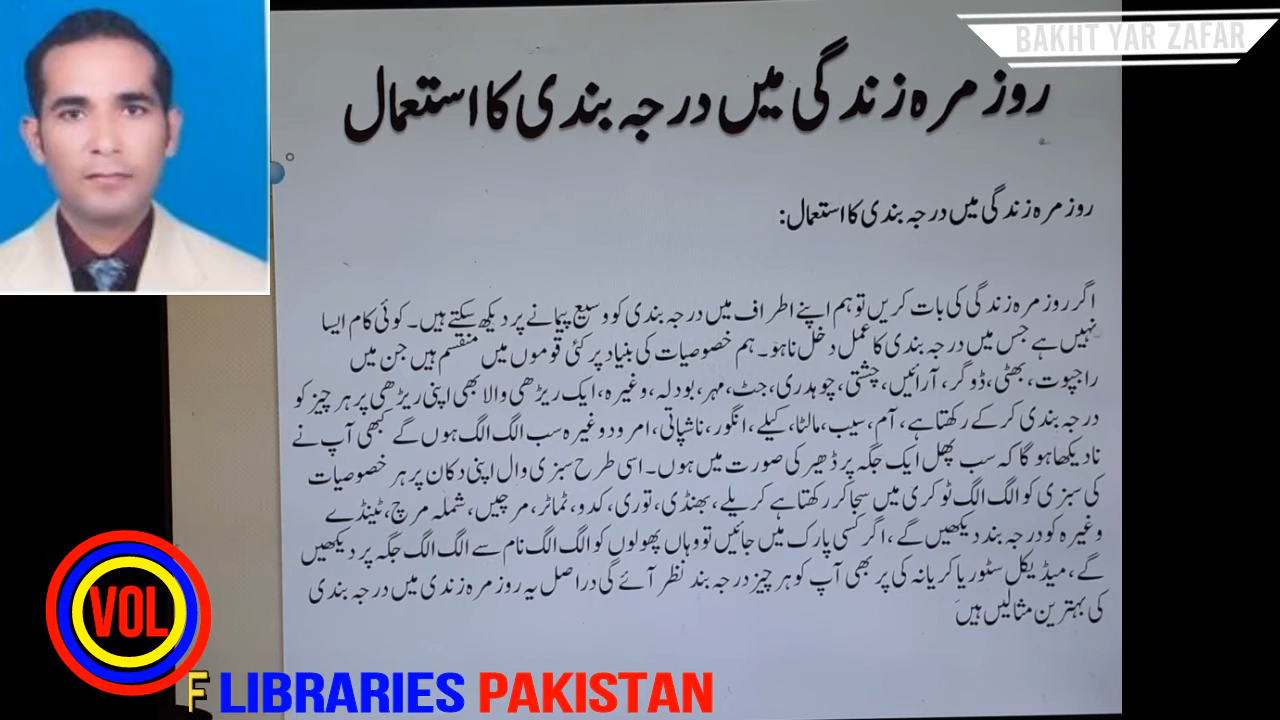 BAKHT YAR ZAFAR
روزمرہ زندگی میں درجہ بندی کا استعمال
روزمرہ زندگی میں درجہ بندی کا استعمال:
اگر روزمرہ زندگی کی بات کریں تو ہم اپنے اطراف میں درجہ بندی کو وسیع پیمانے پر دیکھ سکتے ہیں۔ کوئی کام ایسا
نہیں ہے جس میں درجہ بندی کا عمل دخل نا ہو۔ ہم خصوصیات کی بنیاد پر کئی قوموں میں منقسم ہیں جن میں
راجپوت، بھٹی، ڈوگر، آرائیں، چشتی، چوہدری، جٹ، مہر، بودلہ، وغیرہ، ایک ریڑھی والا بھی اپنی ریڑھی پر ہر چیز کو
درجہ بندی کر کے رکھتا ہے، آم، سیب، مالٹا، کیلے، انگور، ناشپاتی، امرود وغیرہ سب الگ الگ ہوں گے کبھی آپ نے
نا دیکھا ہو گا کہ سب پھل ایک جگہ پر ڈھیر کی صورت میں ہوں۔ اسی طرح سبزی وال اپنی دکان پر ہر خصوصیات
کی سبزی کو الگ الگ ٹوکری میں سجا کر رکھتا ہے کریلے، بھنڈی، توری، کدو، ٹماٹر، مرچیں، شملہ مرچ، ٹینڈے
وغیرہ کو درجہ بند دیکھیں گے، اگر کسی پارک میں جائیں تو وہاں پھولوں کو الگ الگ نام سے الگ الگ جگہ پر دیکھیں
گے، میڈیکل سٹور یا کریانہ کی پر بھی آپ کو ہر چیز درجہ بند نظر آئے گی دراصل یہ روزمرہ زندی میں درجہ بندی
کی بہترین مثالیں ہیں
VOL
F LIBRARIES PAKISTAN